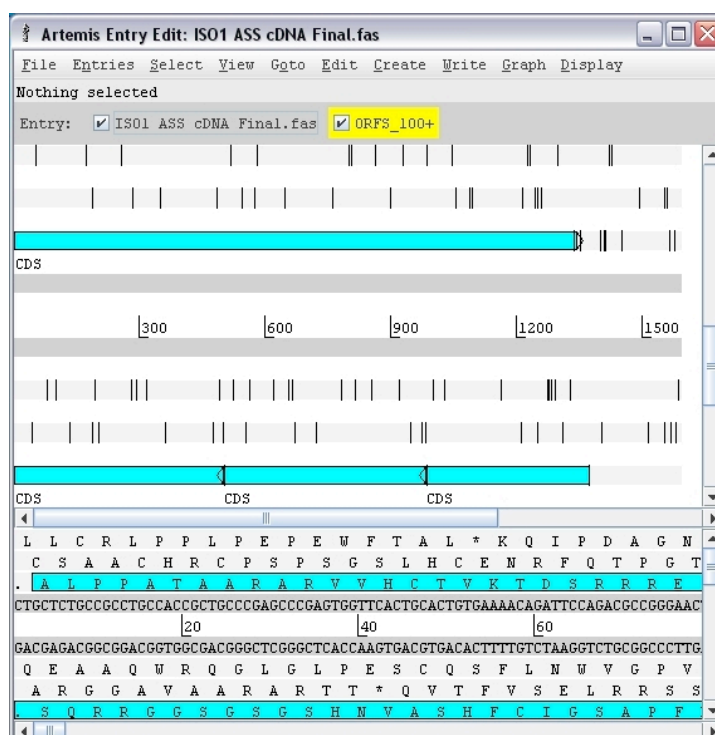 Artemis Entry Edit: ISO1 ASS cDNA Final.fas
File Entries Select View Goto Edit Create Write Graph Display
Nothing selected
Entry: ISO1 ASS cDNA Final.fas ORFS_100+
CDS
300 600 900 1200 1500
CDS CDS CDS
L L C R L P P L P E P E W F T A L * K Q I P D A G N
C S A A C H R C P S P S G S L H C E N R F Q T P G T
. A L P P A T A A R A R V V H C T V K T D S R R R E
CTGCTCTGCCGCCTGCCACCGCTGCCCGAGCCCGAGTGGTTCACTGCACTGTGAAAACAGATTCCAGACGCCGGGAAC
20 40 60
GACGAGACGGCGGACGGTGGCGACGGGCTCGGGCTCACCAAGTGACGTGACACTTTTGTCTAAGGTCTGCGGCCCTTG
Q E A A Q W R Q G L G L P E S C Q S F L N W V G P V
A R G G A V A A R A R T T * Q V T F V S E L R R S S
. S Q R R G G S G S G S H N V A S H F C I G S A P F